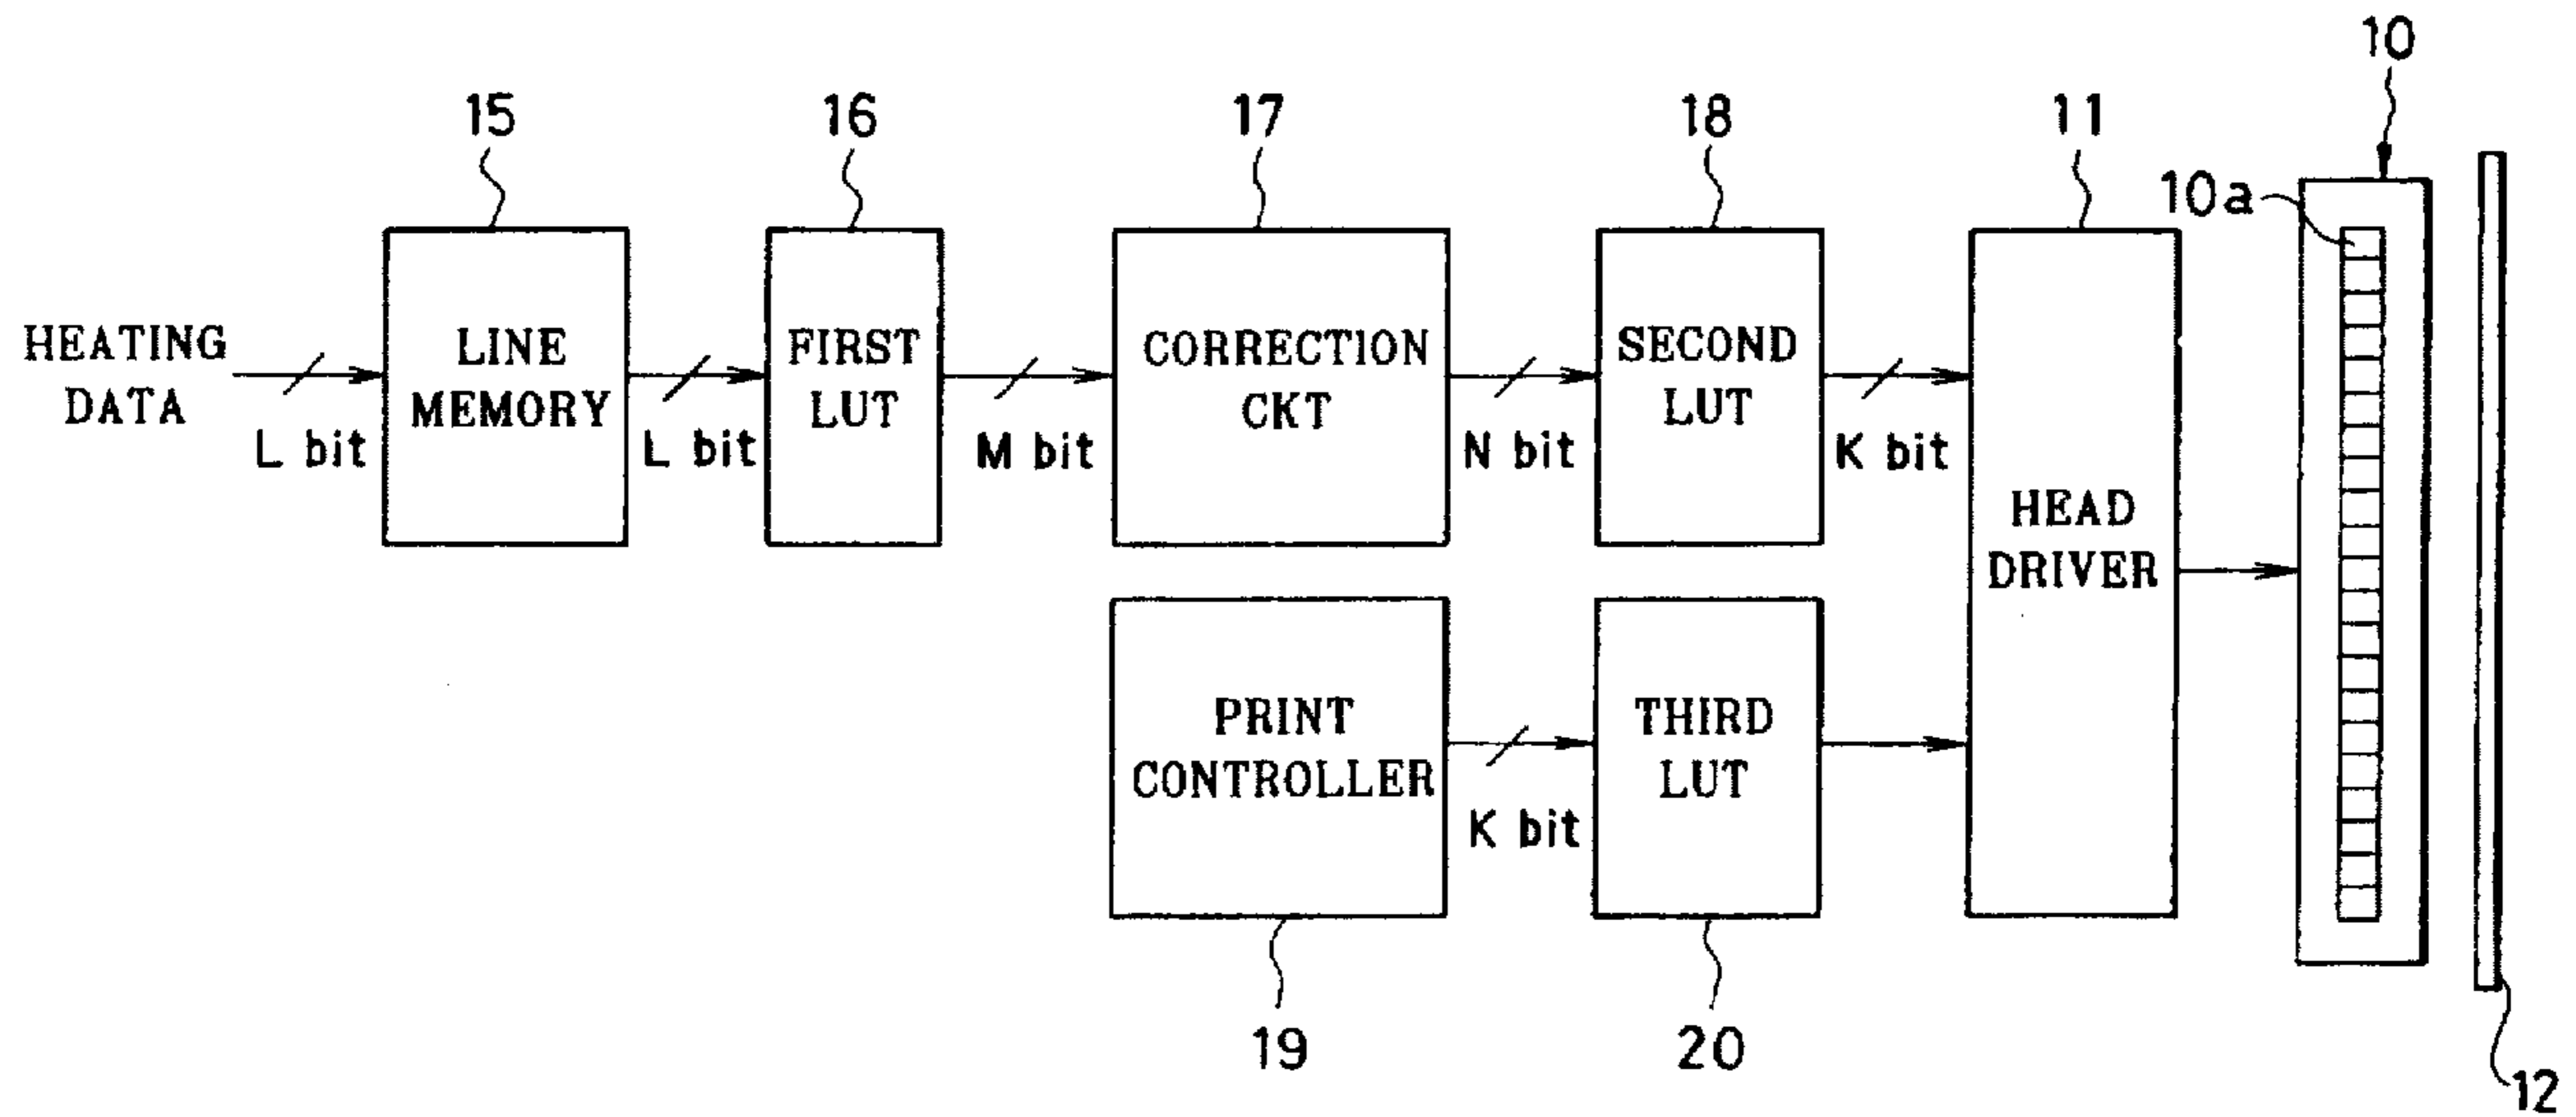 10
15
16
17
18
11
10a
HEATING
DATA
L bit
LINE
MEMORY
L bit
FIRST
LUT
M bit
CORRECTION
CKT
N bit
SECOND
LUT
K bit
HEAD
DRIVER
PRINT
CONTROLLER
K bit
THIRD
LUT
19
20
12